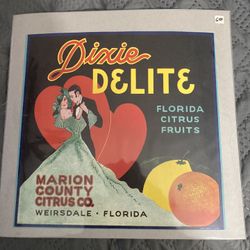 Dixie
DELITE
FLORIDA
CITRUS
FRUITS
MARION
COUNTY
CITRUS CO.
WEIRSDALE • FLORIDA